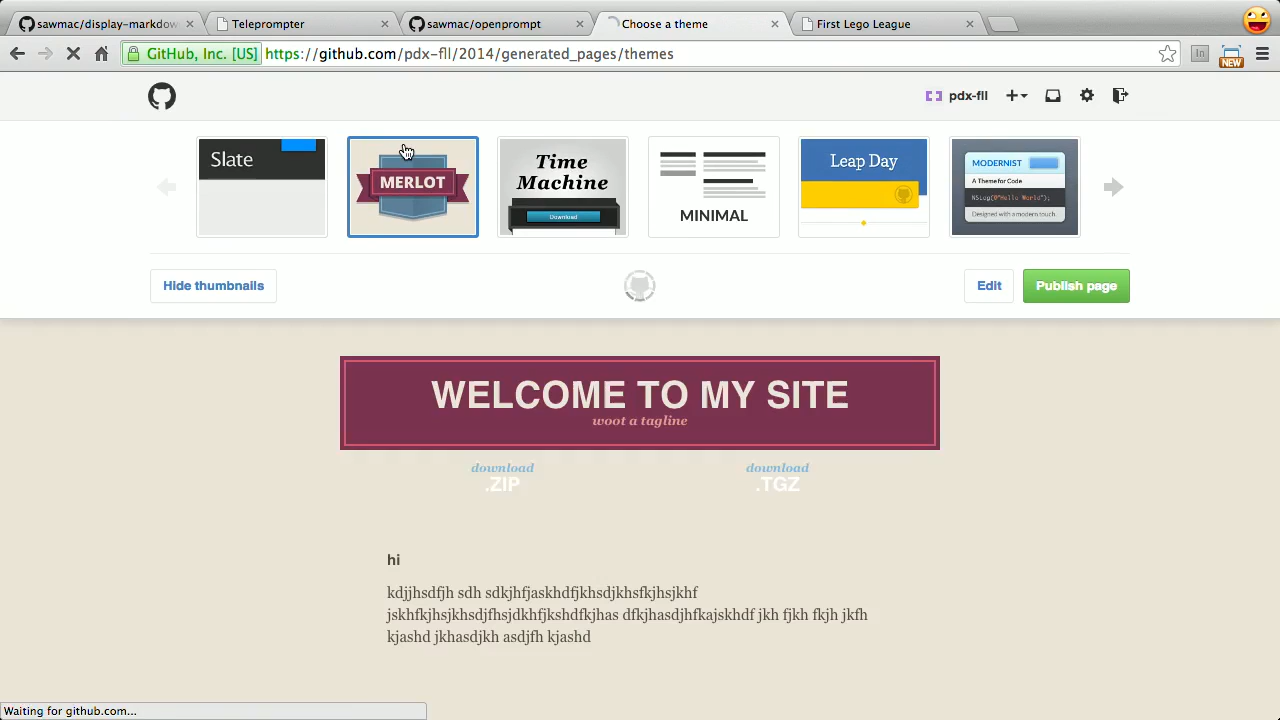 sawmac/display-markdow
Teleprompter
sawmac/openprompt
Choose a theme
First Lego League
GitHub, Inc. [US]
https://github.com/pdx-fll/2014/generated_pages/themes
In
NEW
pdx-fll
Slate
MERLOT
Time
Machine
Download
MINIMAL
Leap Day
MODERNIST
A Theme for Code
NSLog(@"Hello World");
Designed with a modern touch.
Hide thumbnails
Edit
Publish page
WELCOME TO MY SITE
woot a tagline
download
.ZIP
download
.TGZ
hi
kdjjhsdfjh sdh sdkjhfjaskhdfjkhsdjkhsfkjhsjkhf
jskhfkjhsjkhsdjfhsjdkhfjkshdfkjhas dfkjhasdjhfkajskhdf jkh fjkh fkjh jkfh
kjashd jkhasdjkh asdjfh kjashd
Waiting for github.com...